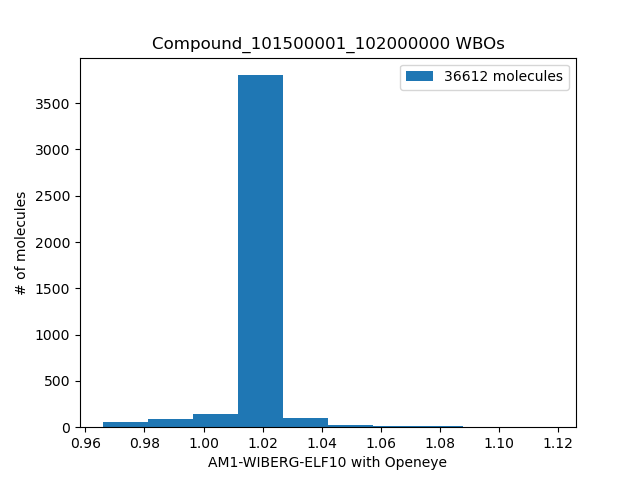 Compound_101500001_102000000 WBOs
36612 molecules
# of molecules
3500
3000
2500
2000
1500
1000
500
0
0.96 0.98 1.00 1.02 1.04 1.06 1.08 1.10 1.12
AM1-WIBERG-ELF10 with Openeye